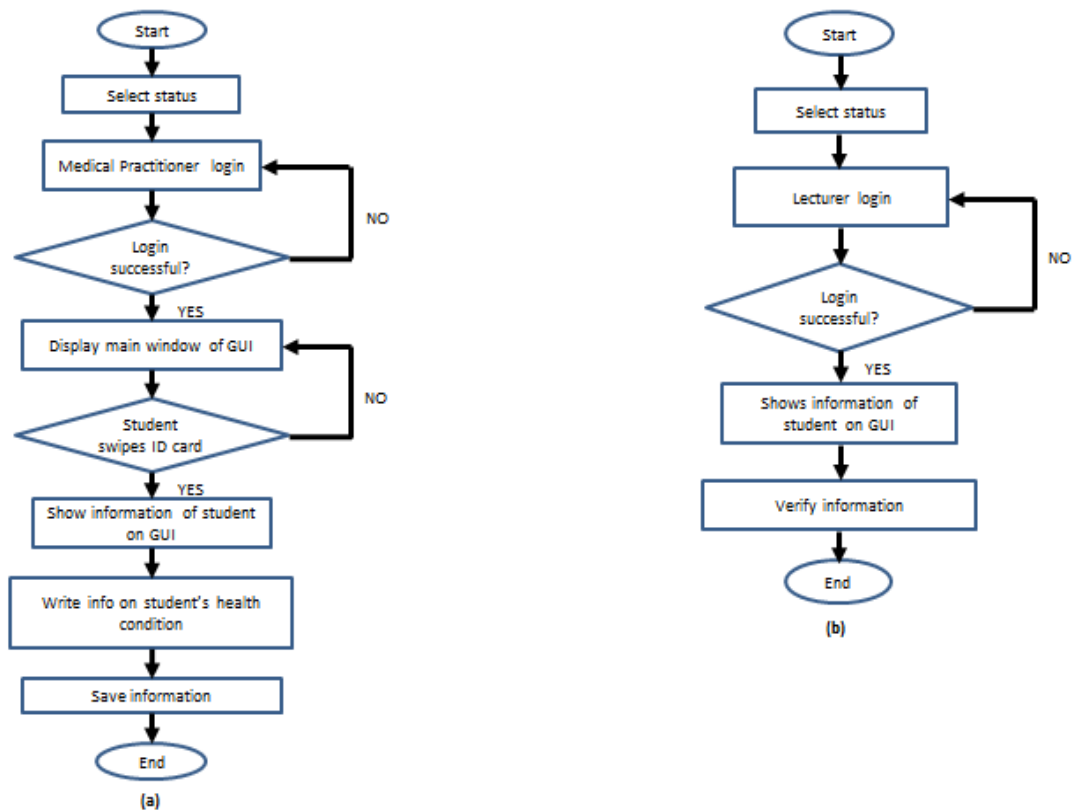 Start
Select status
Medical Practitioner login
NO
Login
successful?
YES
Display main window of GUI
NO
Student
swipes ID card
YES
Show information of student
on GUI
Write info on student's health
condition
Save information
End
(a)
Start
Select status
Lecturer login
NO
Login
successful?
YES
Shows information of
student on GUI
Verify information
End
(b)